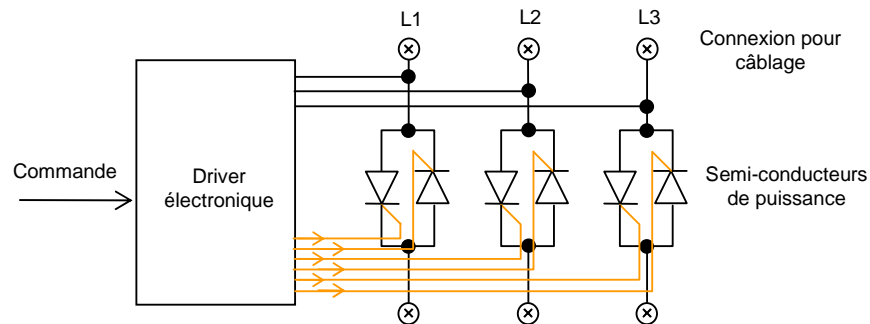 L1
L2
L3
Connexion pour
câblage
Commande
Driver
électronique
Semi-conducteurs
de puissance